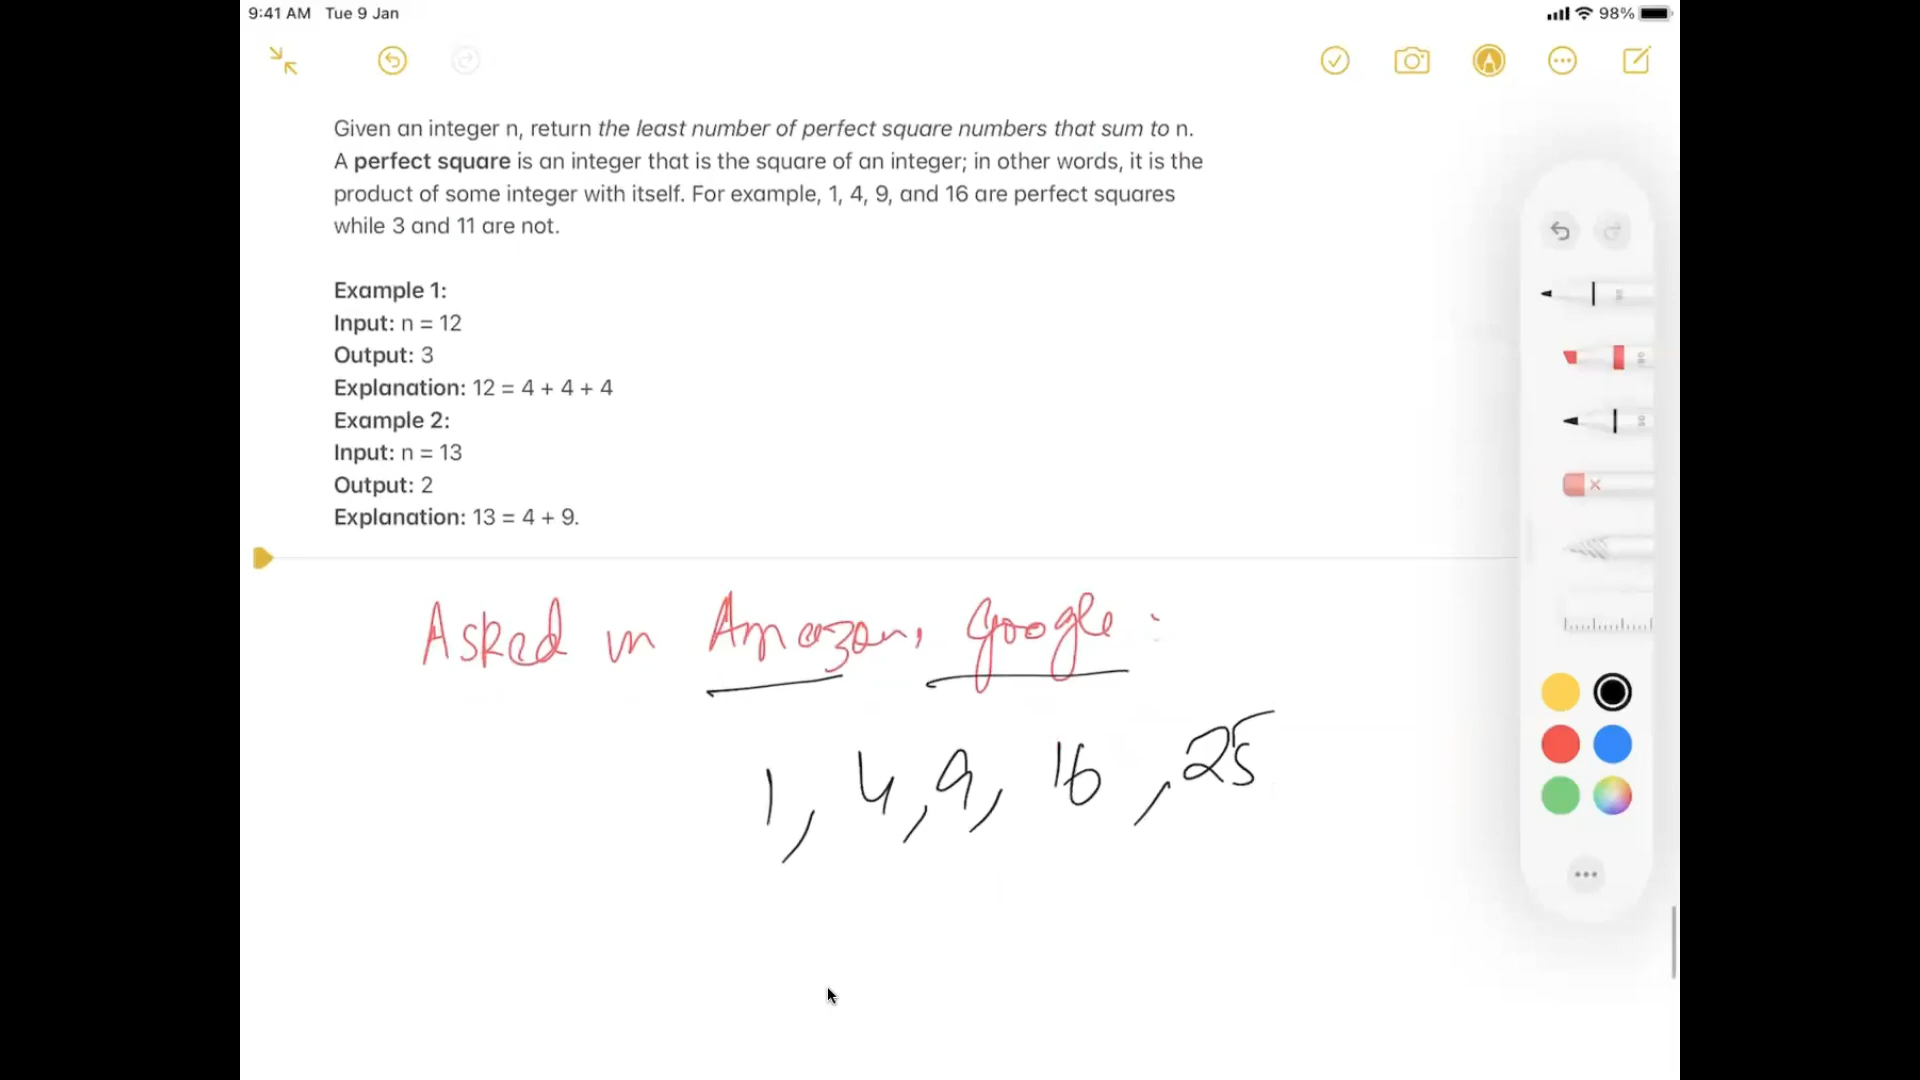 9:41 AM Tue 9 Jan 98%
Given an integer n, return the least number of perfect square numbers that sum to n.
A perfect square is an integer that is the square of an integer; in other words, it is the
product of some integer with itself. For example, 1, 4, 9, and 16 are perfect squares
while 3 and 11 are not.
Example 1:
Input: n = 12
Output: 3
Explanation: 12 = 4 + 4 + 4
Example 2:
Input: n = 13
Output: 2
Explanation: 13 = 4 + 9.
Asked in Amazon, Google :
1, 4, 9, 16, 25